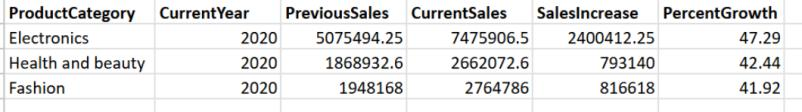 ProductCategory CurrentYear PreviousSales CurrentSales SalesIncrease PercentGrowth
Electronics 2020 5075494.25 7475906.5 2400412.25 47.29
Health and beauty 2020 1868932.6 2662072.6 793140 42.44
Fashion 2020 1948168 2764786 816618 41.92